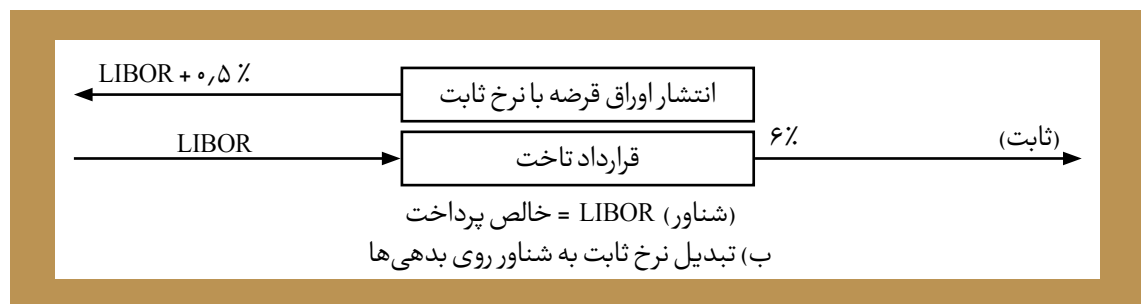 LIBOR + ۰٫۵ ٪
انتشار اوراق قرضه با نرخ ثابت
LIBOR
قرارداد تاخت
۶٪
(ثابت)
(شناور) LIBOR = خالص پرداخت
ب) تبدیل نرخ ثابت به شناور روی بدهی‌ها